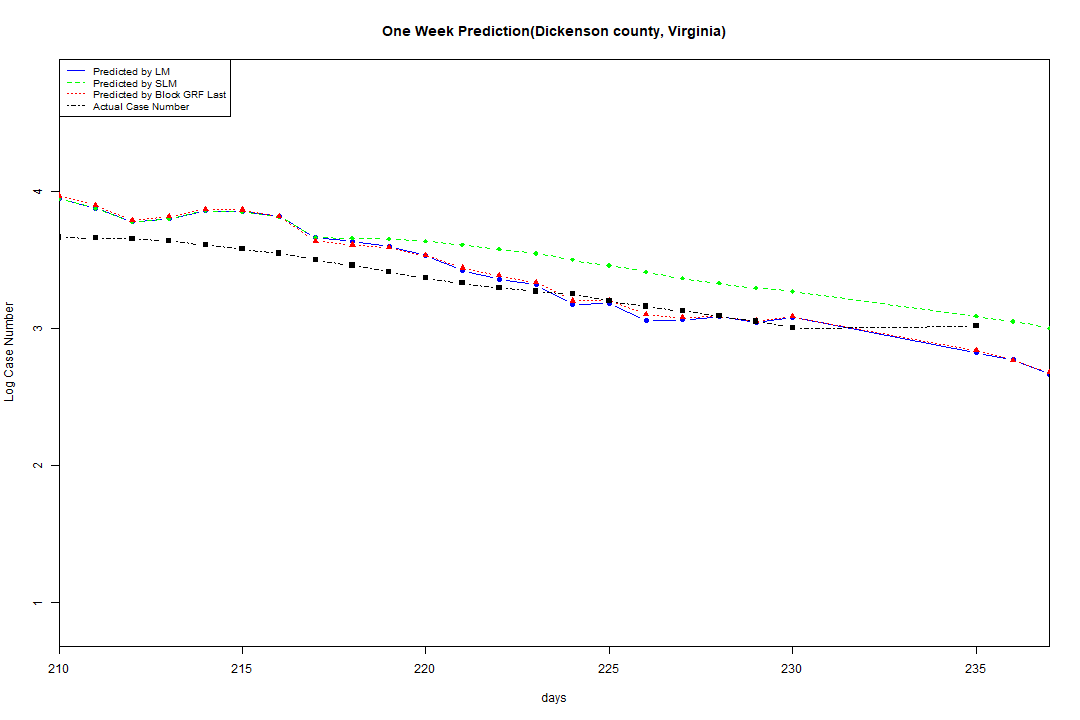 One Week Prediction(Dickenson county, Virginia)
Predicted by LM
Predicted by SLM
Predicted by Block GRF Last
Actual Case Number
4
3
2
1
Log Case Number
210 215 220 225 230 235
days